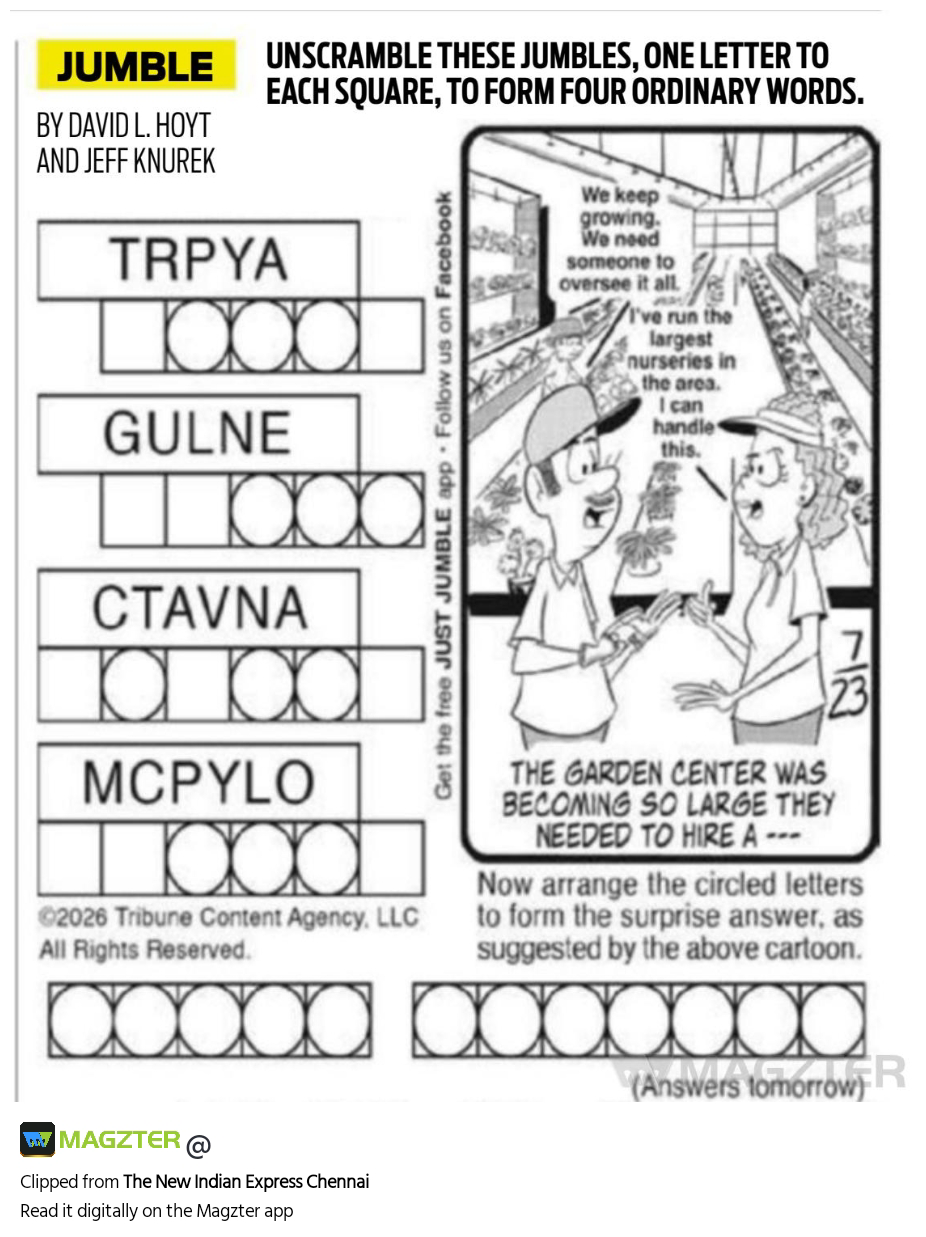 JUMBLE
UNSCRAMBLE THESE JUMBLES, ONE LETTER TO
EACH SQUARE, TO FORM FOUR ORDINARY WORDS.
BY DAVID L. HOYT
AND JEFF KNUREK
TRPYA
GULNE
CTAVNA
MCPYLO
©2026 Tribune Content Agency, LLC
All Rights Reserved.
Get the free JUST JUMBLE app • Follow us on Facebook
We keep
growing.
We need
someone to
oversee it all.
I've run the
largest
nurseries in
the area.
I can
handle
this.
7
23
THE GARDEN CENTER WAS
BECOMING SO LARGE THEY
NEEDED TO HIRE A ---
Now arrange the circled letters
to form the surprise answer, as
suggested by the above cartoon.
MAGZTER
(Answers tomorrow)
MAGZTER @
Clipped from The New Indian Express Chennai
Read it digitally on the Magzter app